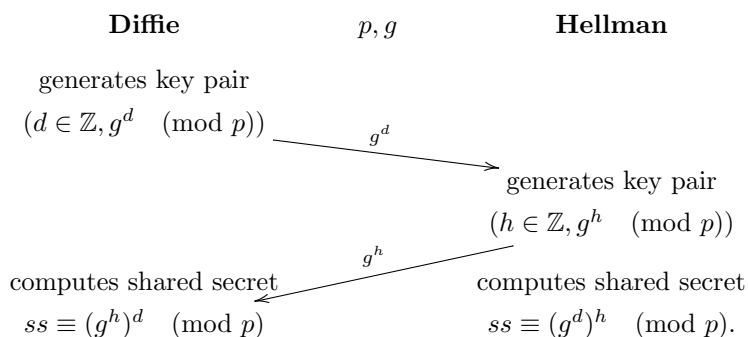 Diffie p, g Hellman
generates key pair
(d ∈ ℤ, g^d (mod p))
g^d
generates key pair
(h ∈ ℤ, g^h (mod p))
g^h
computes shared secret computes shared secret
ss ≡ (g^h)^d (mod p) ss ≡ (g^d)^h (mod p).